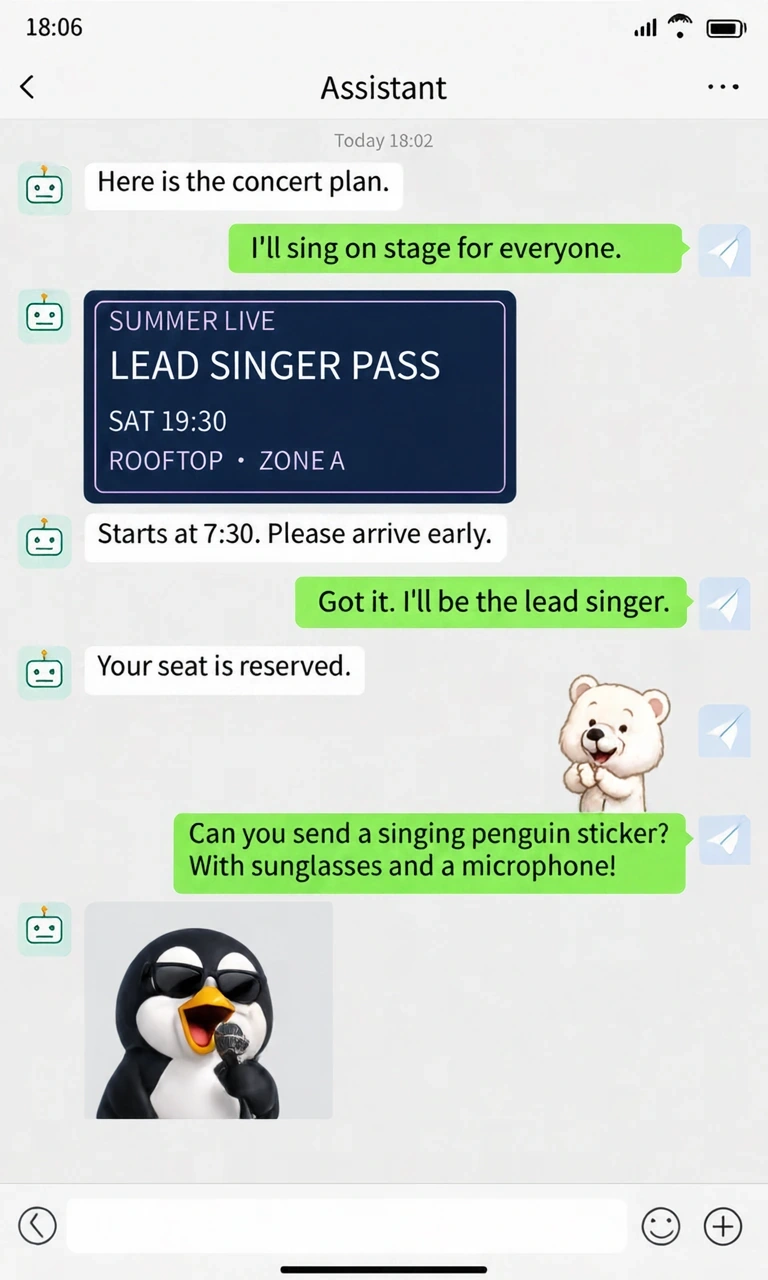 18:06
Assistant
Today 18:02
Here is the concert plan.
I'll sing on stage for everyone.
SUMMER LIVE
LEAD SINGER PASS
SAT 19:30
ROOFTOP • ZONE A
Starts at 7:30. Please arrive early.
Got it. I'll be the lead singer.
Your seat is reserved.
Can you send a singing penguin sticker?
With sunglasses and a microphone!